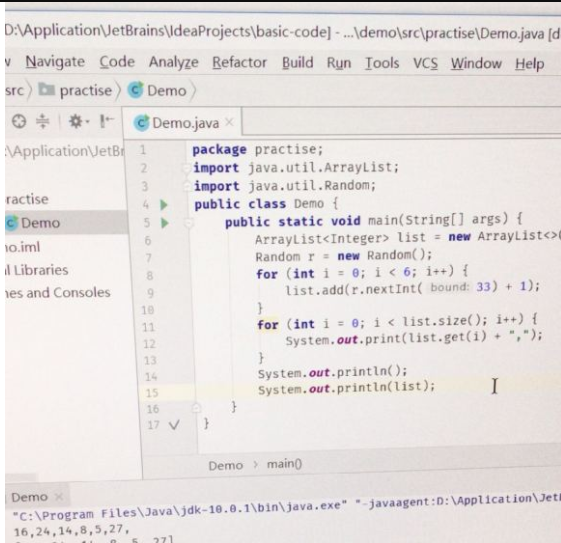 D:\Application\JetBrains\IdeaProjects\basic-code] - ...\demo\src\practise\Demo.java [d
Navigate Code Analyze Refactor Build Run Tools VCS Window Help
src practise Demo
Demo.java
:\Application\JetBr
ractise
Demo
no.iml
l Libraries
hes and Consoles
1 package practise;
2 import java.util.ArrayList;
3 import java.util.Random;
4 public class Demo {
5 public static void main(String[] args) {
6 ArrayList<Integer> list = new ArrayList<>(
7 Random r = new Random();
8 for (int i = 0; i < 6; i++) {
9 list.add(r.nextInt( bound: 33) + 1);
10 }
11 for (int i = 0; i < list.size(); i++) {
12 System.out.print(list.get(i) + ",");
13 }
14 System.out.println();
15 System.out.println(list);
16 }
17 }
Demo > main()
Demo
"C:\Program Files\Java\jdk-10.0.1\bin\java.exe" "-javaagent:D:\Application\Jet
16,24,14,8,5,27,